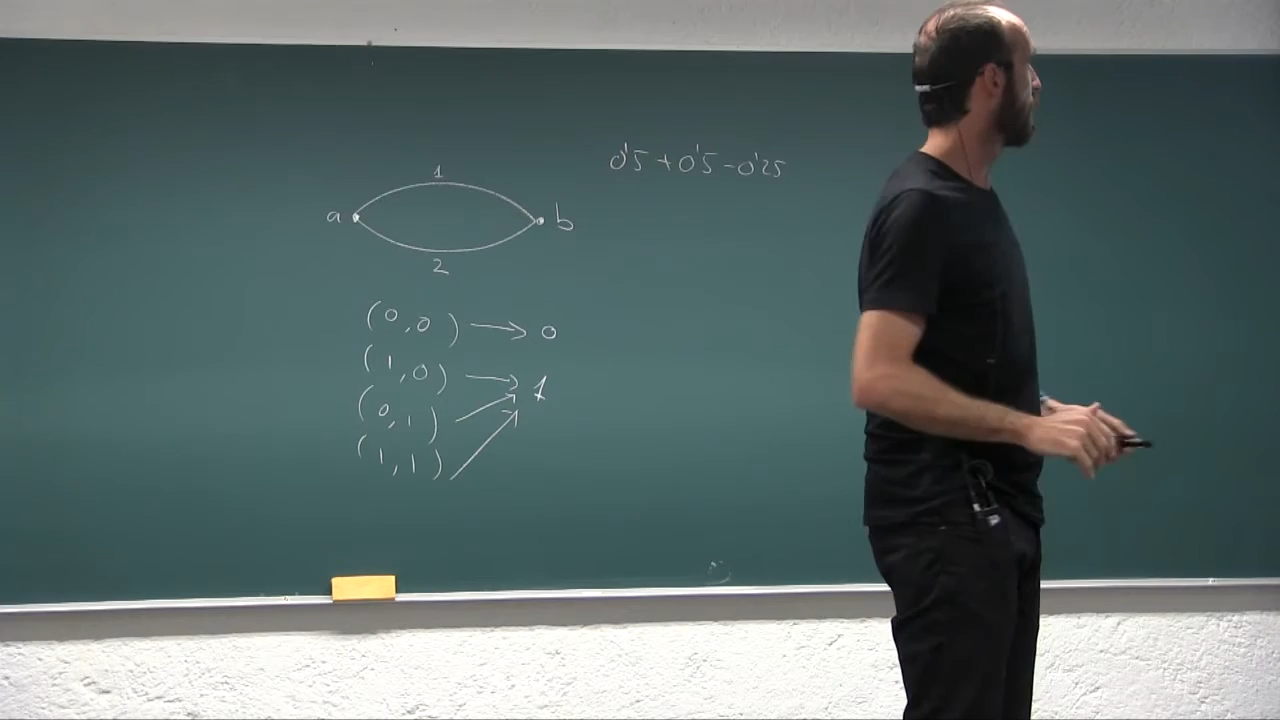 0'5 + 0'5 - 0'25
1
a b
2
(0,0) → 0
(1,0) → 1
(0,1)
(1,1)